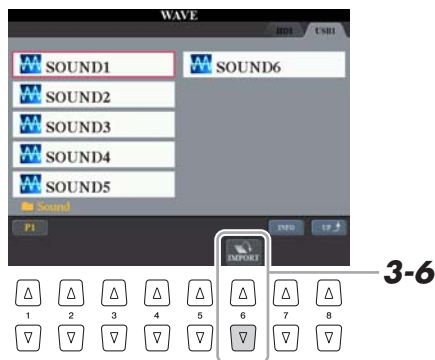 WAVE
HD1 USB1
SOUND1 SOUND6
SOUND2
SOUND3
SOUND4
SOUND5
Sound
P1 INFO UP
IMPORT
3-6
1 2 3 4 5 6 7 8